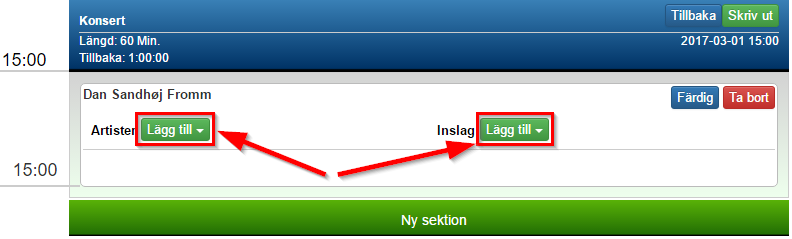 Konsert
Tillbaka Skriv ut
Längd: 60 Min.
2017-03-01 15:00
Tillbaka: 1:00:00
15:00
Dan Sandhøj Fromm
Färdig Ta bort
Artister Lägg till
Inslag Lägg till
15:00
Ny sektion